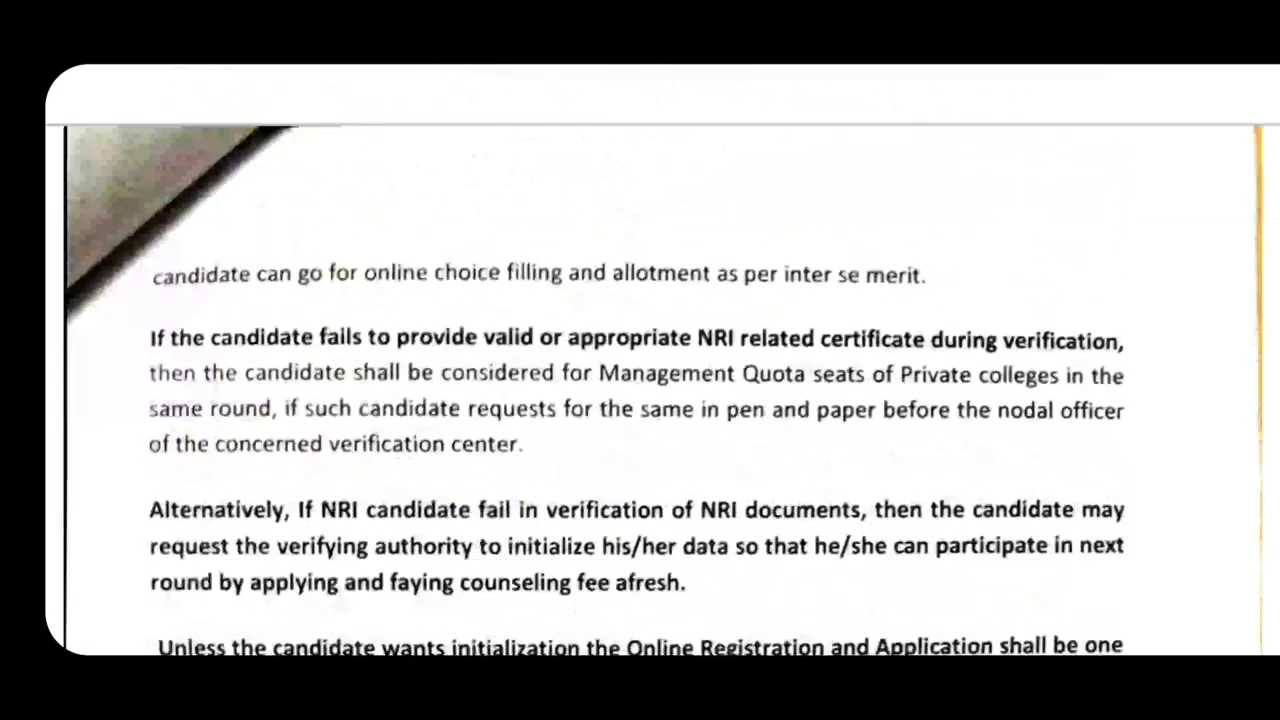 candidate can go for online choice filling and allotment as per inter se merit.
If the candidate fails to provide valid or appropriate NRI related certificate during verification,
then the candidate shall be considered for Management Quota seats of Private colleges in the
same round, if such candidate requests for the same in pen and paper before the nodal officer
of the concerned verification center.
Alternatively, If NRI candidate fail in verification of NRI documents, then the candidate may
request the verifying authority to initialize his/her data so that he/she can participate in next
round by applying and faying counseling fee afresh.
Unless the candidate wants initialization the Online Registration and Application shall be one